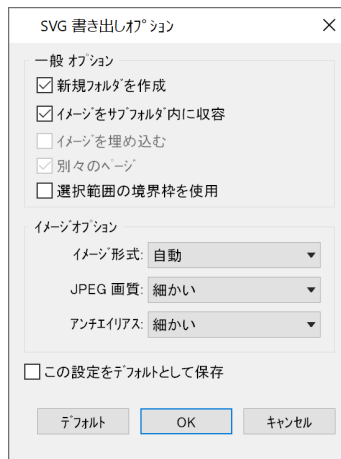 SVG 書き出しｵﾌﾟｼｮﾝ
一般 ｵﾌﾟｼｮﾝ
新規ﾌｫﾙﾀﾞを作成
ｲﾒｰｼﾞをｻﾌﾞﾌｫﾙﾀﾞ内に収容
ｲﾒｰｼﾞを埋め込む
別々のﾍﾟｰｼﾞ
選択範囲の境界枠を使用
ｲﾒｰｼﾞｵﾌﾟｼｮﾝ
ｲﾒｰｼﾞ形式: 自動
JPEG 画質: 細かい
ｱﾝﾁｴｲﾘｱｽ: 細かい
この設定をﾃﾞﾌｫﾙﾄとして保存
ﾃﾞﾌｫﾙﾄ OK ｷｬﾝｾﾙ